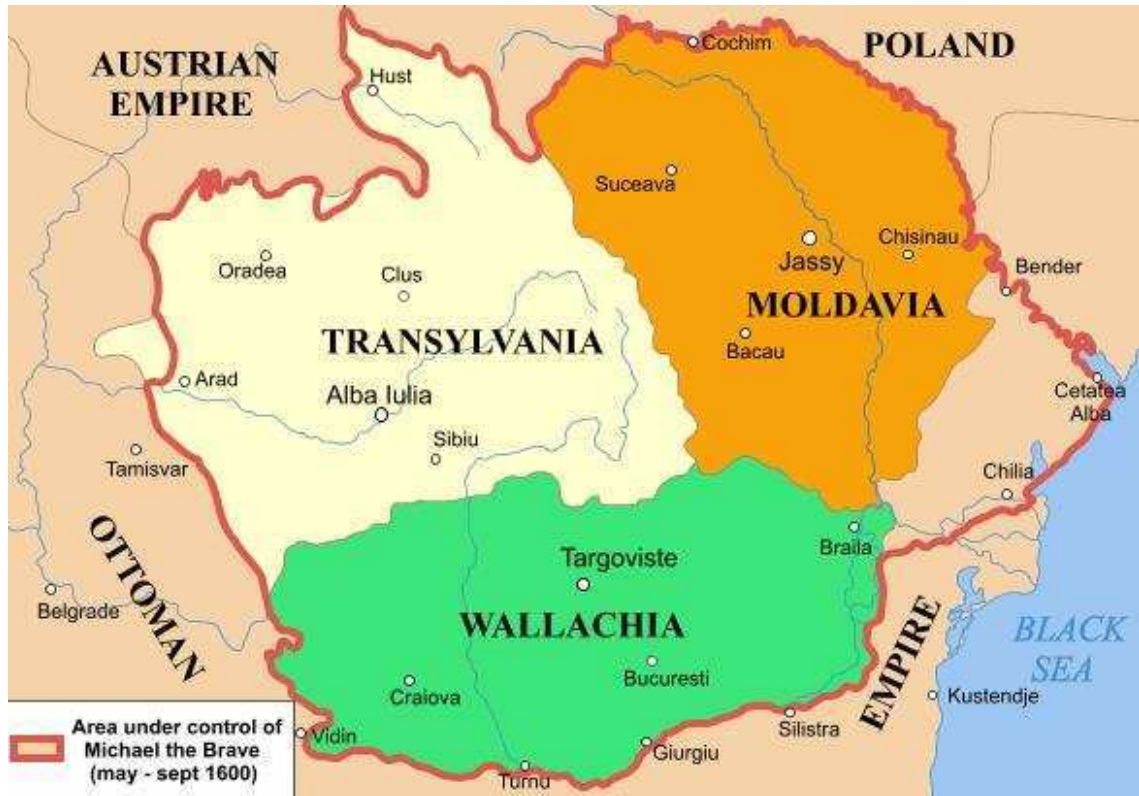 AUSTRIAN
EMPIRE
Hust
Cochim
POLAND
Suceava
Oradea
Clus
Jassy
Chisinau
Bender
TRANSYLVANIA
MOLDAVIA
Bacau
Arad
Alba Iulia
Cetatea
Alba
Sibiu
Tamisvar
Chilia
OTTOMAN
Braila
Targoviste
Belgrade
WALLACHIA
EMPIRE
BLACK
SEA
Craiova
Bucuresti
Kustendje
Silistra
Vidin
Giurgiu
Turnu
Area under control of
Michael the Brave
(may - sept 1600)